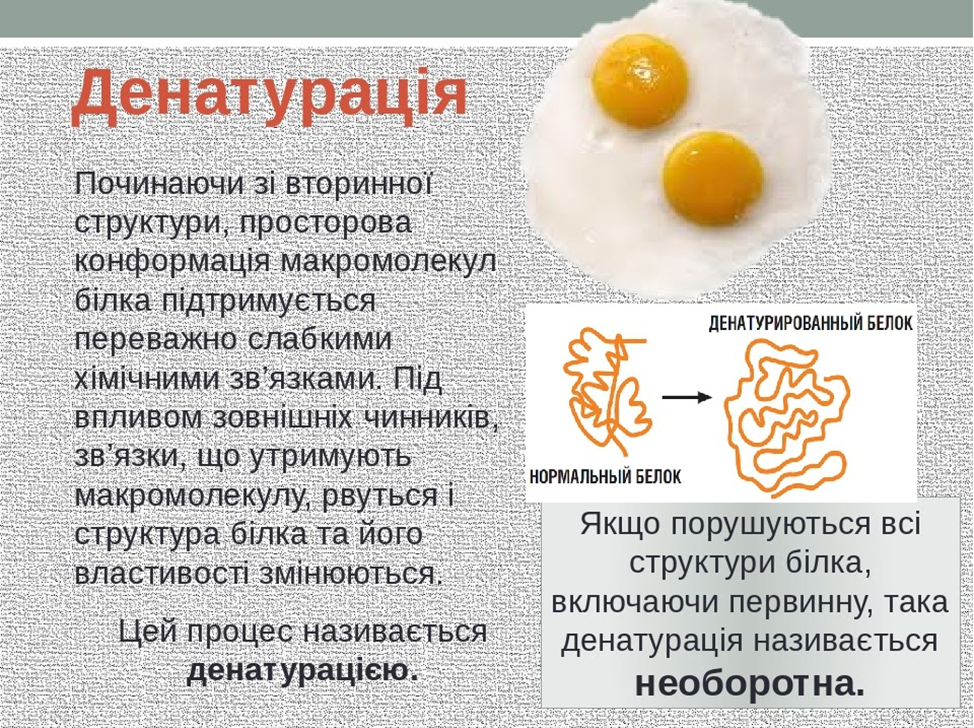 Денатурація
Починаючи зі вторинної
структури, просторова
конформація макромолекул
білка підтримується
переважно слабкими
хімічними зв’язками. Під
впливом зовнішніх чинників,
зв’язки, що утримують
макромолекулу, рвуться і
структура білка та його
властивості змінюються.
Цей процес називається
денатурацією.
ДЕНАТУРИРОВАННЫЙ БЕЛОК
НОРМАЛЬНЫЙ БЕЛОК
Якщо порушуються всі
структури білка,
включаючи первинну, така
денатурація називається
необоротна.